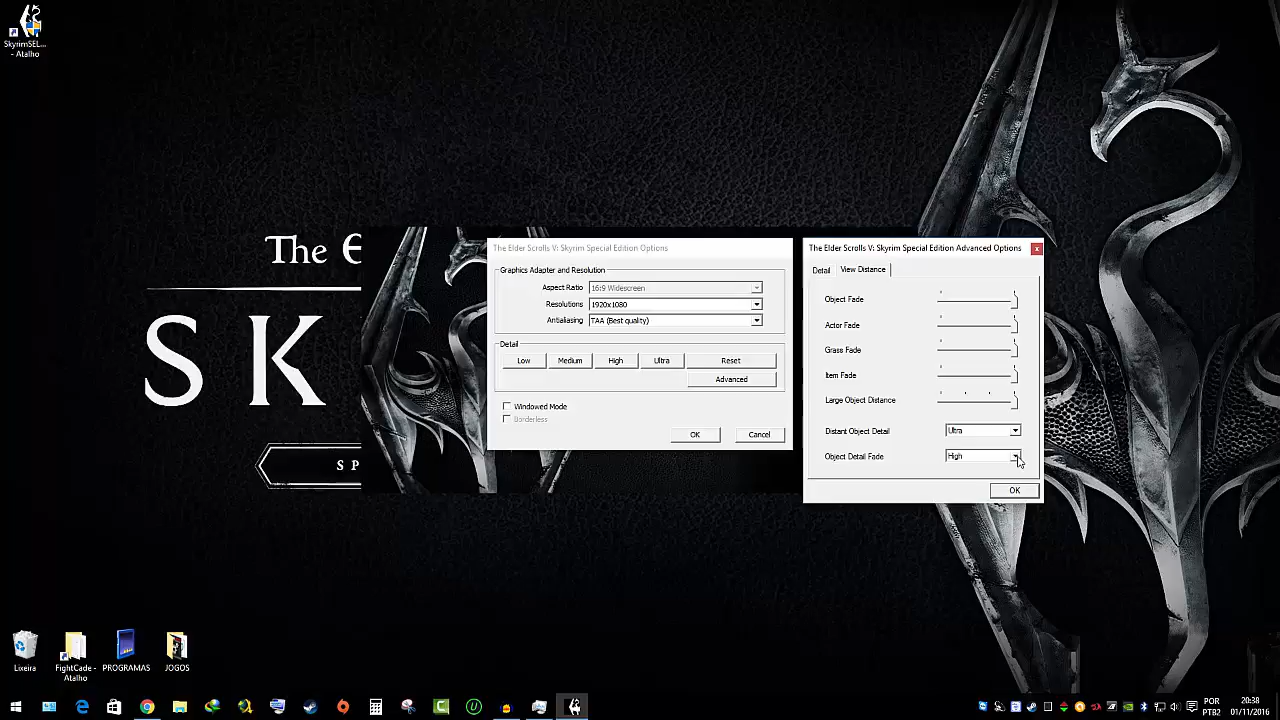 SkyrimSEL...
- Atalho
The E
S K
S P
The Elder Scrolls V: Skyrim Special Edition Options
Graphics Adapter and Resolution
Aspect Ratio 16:9 Widescreen
Resolutions 1920x1080
Antialiasing TAA (Best quality)
Detail
Low Medium High Ultra Reset
Advanced
Windowed Mode
Borderless
OK Cancel
The Elder Scrolls V: Skyrim Special Edition Advanced Options x
Detail View Distance
Object Fade
Actor Fade
Grass Fade
Item Fade
Large Object Distance
Distant Object Detail Ultra
Object Detail Fade High
OK
Lixeira
FightCade -
Atalho
PROGRAMAS
JOGOS
POR
PTB2
20:38
01/11/2016